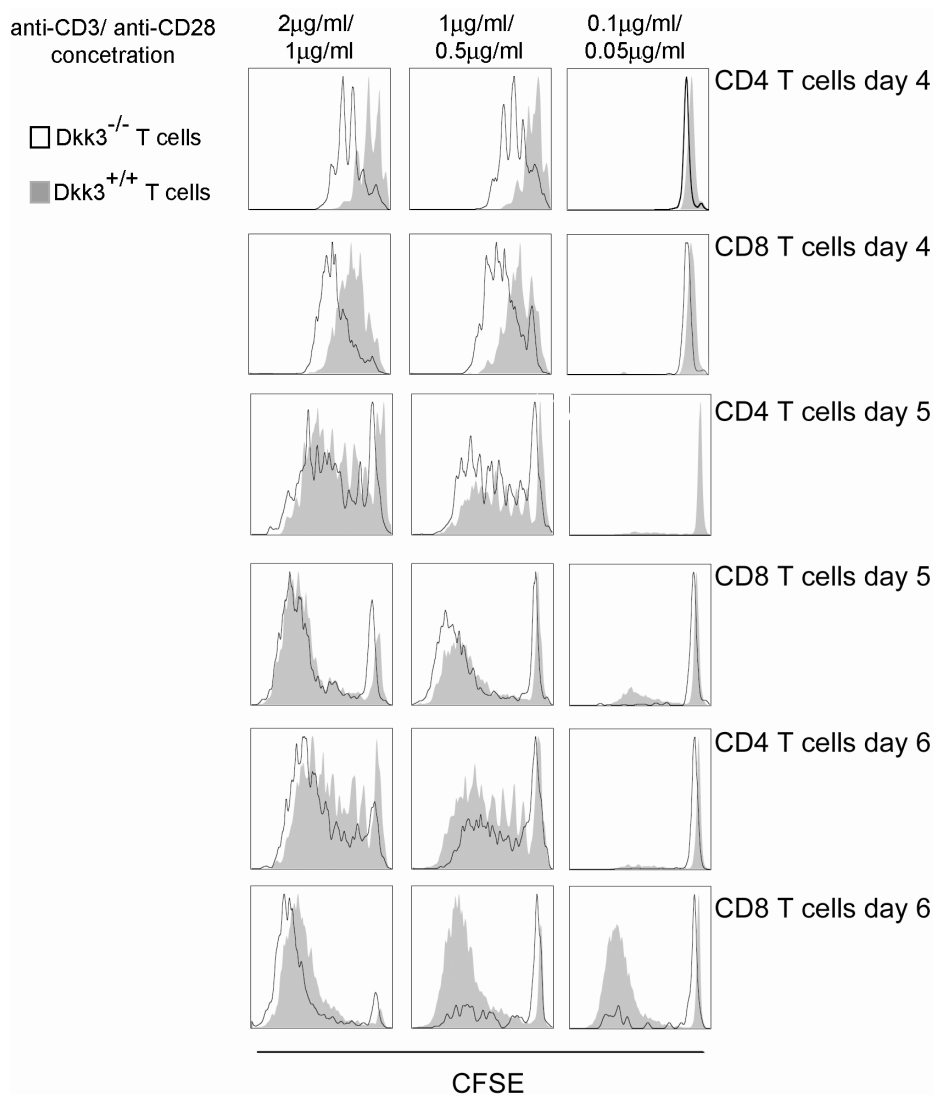 anti-CD3/ anti-CD28
concetration
2µg/ml/
1µg/ml
1µg/ml/
0.5µg/ml
0.1µg/ml/
0.05µg/ml
Dkk3-/- T cells
Dkk3+/+ T cells
CD4 T cells day 4
CD8 T cells day 4
CD4 T cells day 5
CD8 T cells day 5
CD4 T cells day 6
CD8 T cells day 6
CFSE